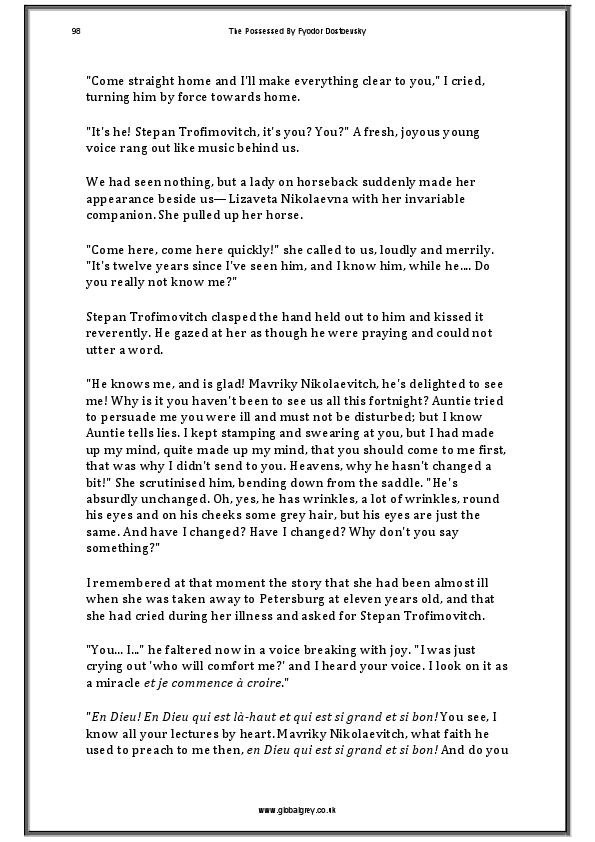 98
The Possessed By Fyodor Dostoevsky
"Come straight home and I'll make everything clear to you," I cried,
turning him by force towards home.
"It's he! Stepan Trofimovitch, it's you? You?" A fresh, joyous young
voice rang out like music behind us.
We had seen nothing, but a lady on horseback suddenly made her
appearance beside us— Lizaveta Nikolaevna with her invariable
companion. She pulled up her horse.
"Come here, come here quickly!" she called to us, loudly and merrily.
"It's twelve years since I've seen him, and I know him, while he.... Do
you really not know me?"
Stepan Trofimovitch clasped the hand held out to him and kissed it
reverently. He gazed at her as though he were praying and could not
utter a word.
"He knows me, and is glad! Mavriky Nikolaevitch, he's delighted to see
me! Why is it you haven't been to see us all this fortnight? Auntie tried
to persuade me you were ill and must not be disturbed; but I know
Auntie tells lies. I kept stamping and swearing at you, but I had made
up my mind, quite made up my mind, that you should come to me first,
that was why I didn't send to you. Heavens, why he hasn't changed a
bit!" She scrutinised him, bending down from the saddle. "He's
absurdly unchanged. Oh, yes, he has wrinkles, a lot of wrinkles, round
his eyes and on his cheeks some grey hair, but his eyes are just the
same. And have I changed? Have I changed? Why don't you say
something?"
I remembered at that moment the story that she had been almost ill
when she was taken away to Petersburg at eleven years old, and that
she had cried during her illness and asked for Stepan Trofimovitch.
"You... I..." he faltered now in a voice breaking with joy. "I was just
crying out 'who will comfort me?' and I heard your voice. I look on it as
a miracle et je commence à croire."
"En Dieu! En Dieu qui est là-haut et qui est si grand et si bon! You see, I
know all your lectures by heart. Mavriky Nikolaevitch, what faith he
used to preach to me then, en Dieu qui est si grand et si bon! And do you
www.globalgrey.co.uk